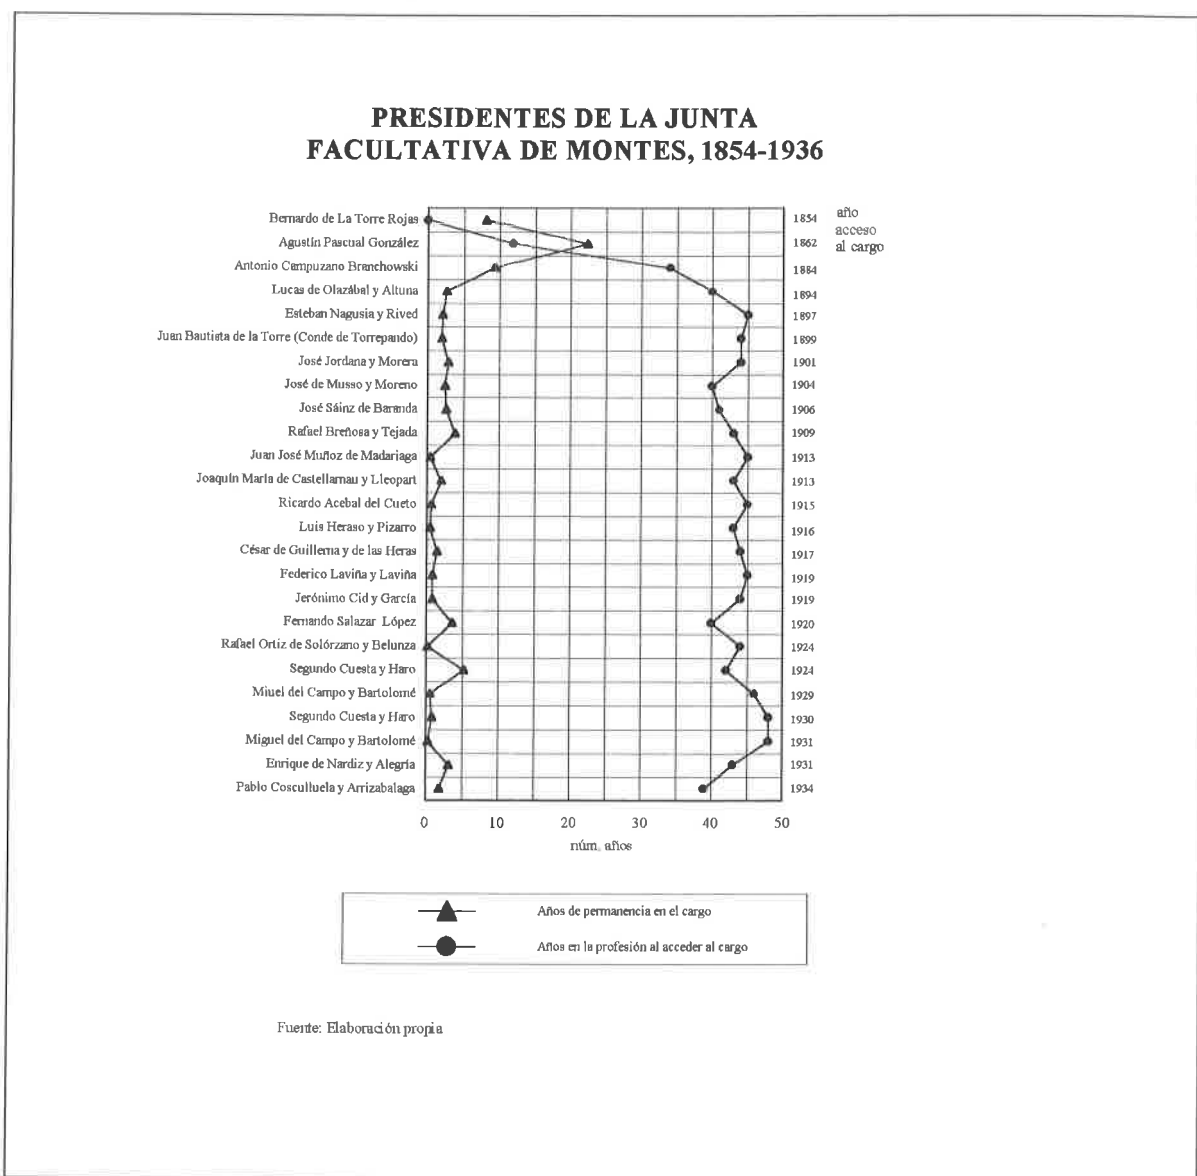 PRESIDENTES DE LA JUNTA
FACULTATIVA DE MONTES, 1854-1936
año
acceso
al cargo
Bernardo de La Torre Rojas 1854
Agustín Pascual González 1862
Antonio Campuzano Branchowski 1884
Lucas de Olazábal y Altuna 1894
Esteban Nagusia y Rived 1897
Juan Bautista de la Torre (Conde de Torrepando) 1899
José Jordana y Morera 1901
José de Musso y Moreno 1904
José Sáinz de Baranda 1906
Rafael Breñosa y Tejada 1909
Juan José Muñoz de Madariaga 1913
Joaquín María de Castellarnau y Lleopart 1913
Ricardo Acebal del Cueto 1915
Luis Heraso y Pizarro 1916
César de Guillerna y de las Heras 1917
Federico Laviña y Laviña 1919
Jerónimo Cid y García 1919
Fernando Salazar López 1920
Rafael Ortiz de Solórzano y Belunza 1924
Segundo Cuesta y Haro 1924
Miuel del Campo y Bartolomé 1929
Segundo Cuesta y Haro 1930
Miguel del Campo y Bartolomé 1931
Enrique de Nardiz y Alegría 1931
Pablo Cosculluela y Arrizabalaga 1934
0 10 20 30 40 50
núm. años
Años de permanencia en el cargo
Años en la profesión al acceder al cargo
Fuente: Elaboración propia